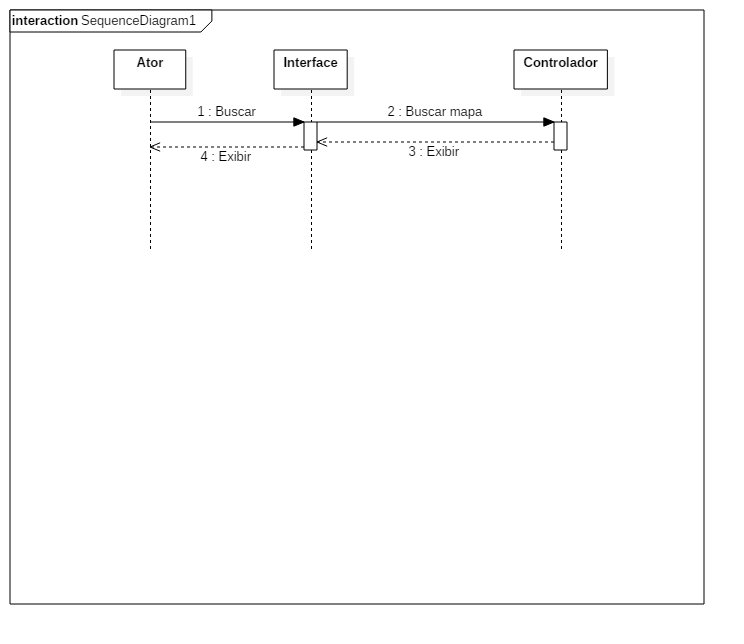 interaction SequenceDiagram1
Ator
Interface
Controlador
1 : Buscar
2 : Buscar mapa
3 : Exibir
4 : Exibir